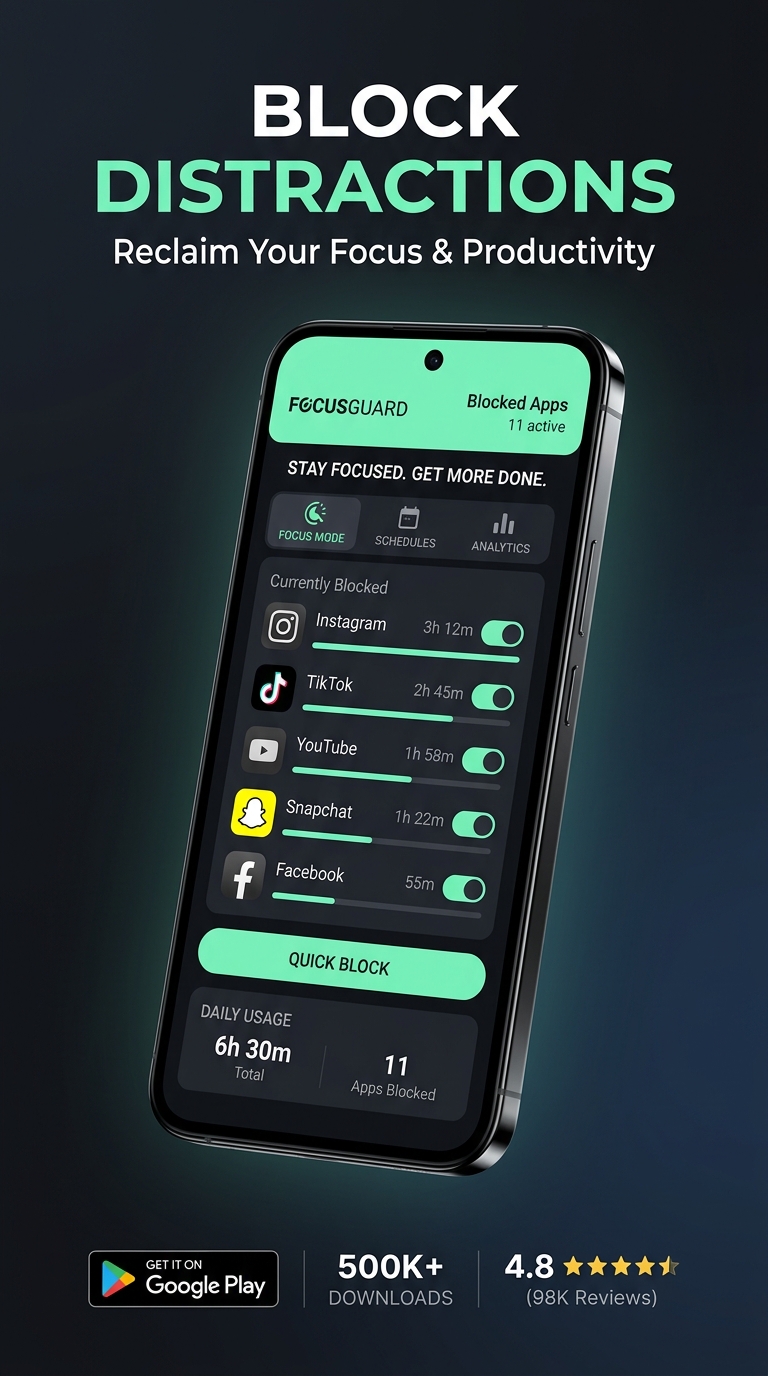 BLOCK
DISTRACTIONS
Reclaim Your Focus & Productivity
FOCUSGUARD
Blocked Apps
11 active
STAY FOCUSED. GET MORE DONE.
FOCUS MODE
SCHEDULES
ANALYTICS
Currently Blocked
Instagram 3h 12m
TikTok 2h 45m
YouTube 1h 58m
Snapchat 1h 22m
Facebook 55m
QUICK BLOCK
DAILY USAGE
6h 30m
Total
11
Apps Blocked
GET IT ON
Google Play
500K+
DOWNLOADS
4.8
(98K Reviews)